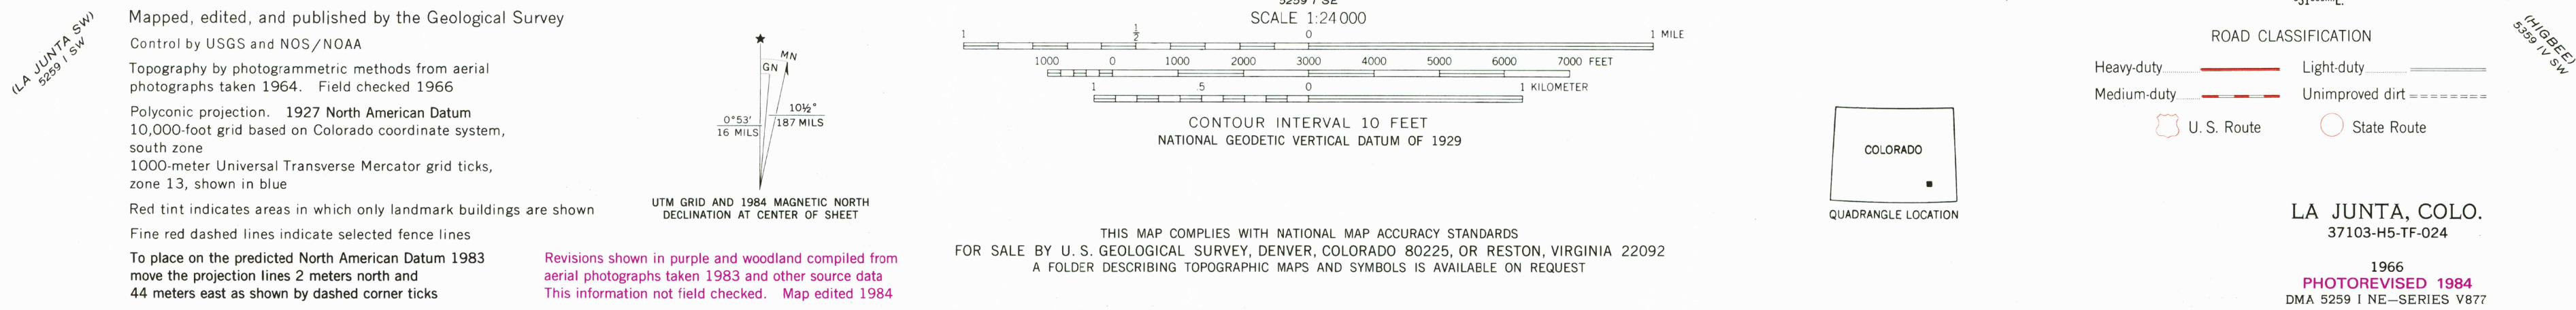 (LA JUNTA SW)
5259 I SW
Mapped, edited, and published by the Geological Survey
Control by USGS and NOS/NOAA
Topography by photogrammetric methods from aerial
photographs taken 1964. Field checked 1966
Polyconic projection. 1927 North American Datum
10,000-foot grid based on Colorado coordinate system,
south zone
1000-meter Universal Transverse Mercator grid ticks,
zone 13, shown in blue
Red tint indicates areas in which only landmark buildings are shown
Fine red dashed lines indicate selected fence lines
To place on the predicted North American Datum 1983
move the projection lines 2 meters north and
44 meters east as shown by dashed corner ticks
Revisions shown in purple and woodland compiled from
aerial photographs taken 1983 and other source data
This information not field checked. Map edited 1984
★
MN
GN
0°53'
16 MILS
10½°
187 MILS
UTM GRID AND 1984 MAGNETIC NORTH
DECLINATION AT CENTER OF SHEET
5259 I SE
SCALE 1:24 000
1 ½ 0 1 MILE
1000 0 1000 2000 3000 4000 5000 6000 7000 FEET
1 .5 0 1 KILOMETER
CONTOUR INTERVAL 10 FEET
NATIONAL GEODETIC VERTICAL DATUM OF 1929
THIS MAP COMPLIES WITH NATIONAL MAP ACCURACY STANDARDS
FOR SALE BY U. S. GEOLOGICAL SURVEY, DENVER, COLORADO 80225, OR RESTON, VIRGINIA 22092
A FOLDER DESCRIBING TOPOGRAPHIC MAPS AND SYMBOLS IS AVAILABLE ON REQUEST
COLORADO
QUADRANGLE LOCATION
ROAD CLASSIFICATION
Heavy-duty Light-duty
Medium-duty Unimproved dirt
U. S. Route State Route
(HIGBEE)
5359 IV SW
LA JUNTA, COLO.
37103-H5-TF-024
1966
PHOTOREVISED 1984
DMA 5259 I NE—SERIES V877